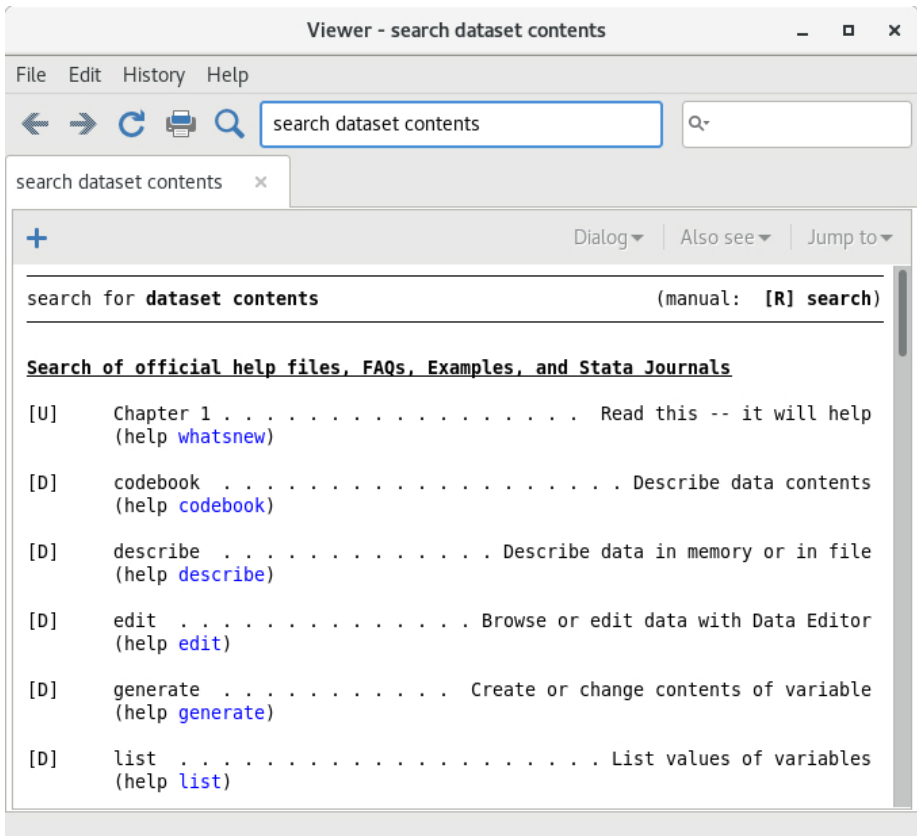 Viewer - search dataset contents
File Edit History Help
search dataset contents
search dataset contents
Dialog Also see Jump to
search for dataset contents (manual: [R] search)
Search of official help files, FAQs, Examples, and Stata Journals
[U] Chapter 1 . . . . . . . . . . . . . . . . . Read this -- it will help
(help whatsnew)
[D] codebook . . . . . . . . . . . . . . . . . . . Describe data contents
(help codebook)
[D] describe . . . . . . . . . . . . . Describe data in memory or in file
(help describe)
[D] edit . . . . . . . . . . . . . . Browse or edit data with Data Editor
(help edit)
[D] generate . . . . . . . . . . . Create or change contents of variable
(help generate)
[D] list . . . . . . . . . . . . . . . . . . . . List values of variables
(help list)